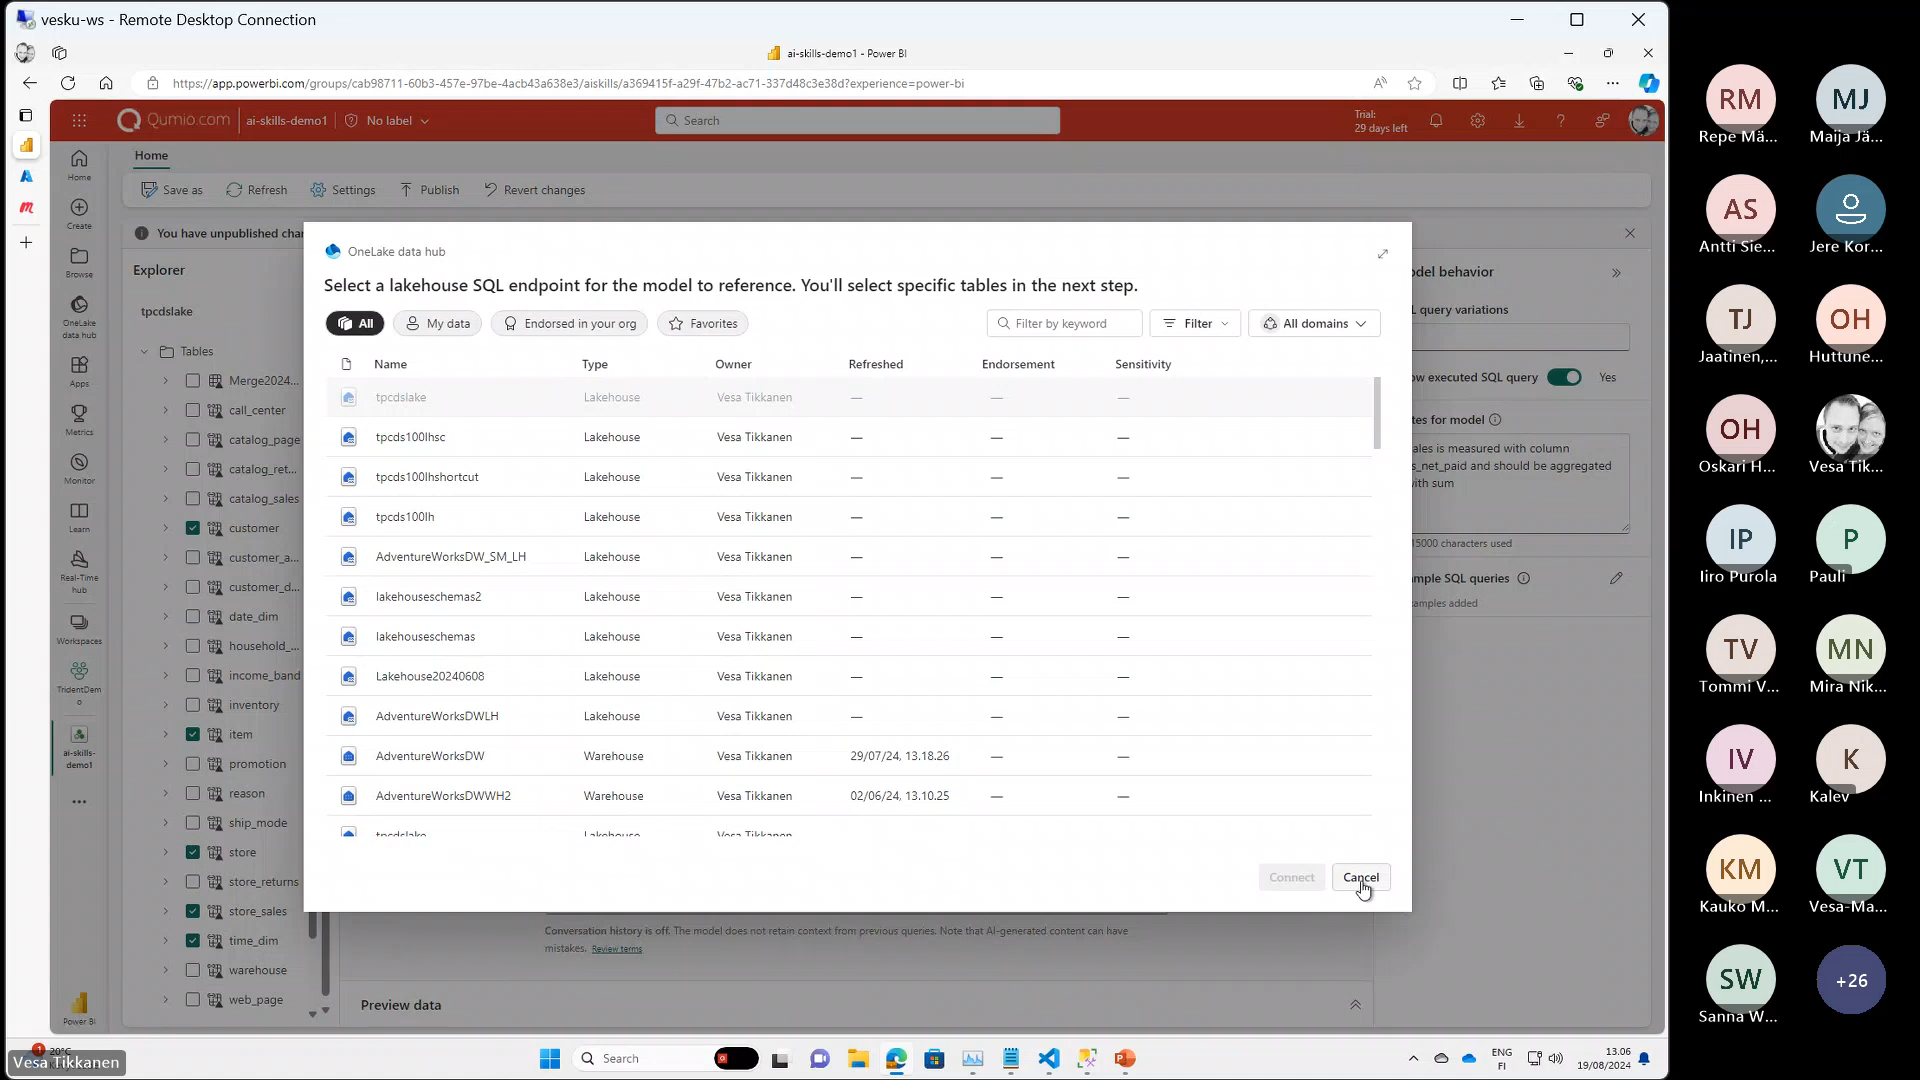 vesku-ws - Remote Desktop Connection
ai-skills-demo1 - Power BI
https://app.powerbi.com/groups/cab98711-60b3-457e-97be-4acb43a638e3/aiskills/a369415f-a29f-47b2-ac71-337d48c3e38d?experience=power-bi
Qumio.com
ai-skills-demo1
No label
Search
Trial:
29 days left
Home
Create
Browse
OneLake
data hub
Apps
Metrics
Monitor
Learn
Real-Time
hub
Workspaces
TridentDem
o
ai-skills-
demo1
Power BI
Home
Save as
Refresh
Settings
Publish
Revert changes
You have unpublished char
Explorer
tpcdslake
Tables
Merge2024...
call_center
catalog_page
catalog_ret...
catalog_sales
customer
customer_a...
customer_d...
date_dim
household_...
income_band
inventory
item
promotion
reason
ship_mode
store
store_returns
store_sales
time_dim
warehouse
web_page
OneLake data hub
Select a lakehouse SQL endpoint for the model to reference. You'll select specific tables in the next step.
All
My data
Endorsed in your org
Favorites
Filter by keyword
Filter
All domains
Name Type Owner Refreshed Endorsement Sensitivity
tpcdslake Lakehouse Vesa Tikkanen — — —
tpcds100lhsc Lakehouse Vesa Tikkanen — — —
tpcds100lhshortcut Lakehouse Vesa Tikkanen — — —
tpcds100lh Lakehouse Vesa Tikkanen — — —
AdventureWorksDW_SM_LH Lakehouse Vesa Tikkanen — — —
lakehouseschemas2 Lakehouse Vesa Tikkanen — — —
lakehouseschemas Lakehouse Vesa Tikkanen — — —
Lakehouse20240608 Lakehouse Vesa Tikkanen — — —
AdventureWorksDWLH Lakehouse Vesa Tikkanen — — —
AdventureWorksDW Warehouse Vesa Tikkanen 29/07/24, 13.18.26 — —
AdventureWorksDWWH2 Warehouse Vesa Tikkanen 02/06/24, 13.10.25 — —
tpcdslake Lakehouse Vesa Tikkanen
Connect
Cancel
odel behavior
L query variations
ow executed SQL query
Yes
tes for model
ales is measured with column
s_net_paid and should be aggregated
with sum
15000 characters used
mple SQL queries
amples added
Conversation history is off. The model does not retain context from previous queries. Note that AI-generated content can have
mistakes. Review terms
Preview data
1
20°C
Vesa Tikkanen
Search
ENG
FI
13.06
19/08/2024
RM
Repe Mä...
MJ
Maija Jä...
AS
Antti Sie...
Jere Kor...
TJ
Jaatinen,...
OH
Huttune...
OH
Oskari H...
Vesa Tik...
IP
Iiro Purola
P
Pauli
TV
Tommi V...
MN
Mira Nik...
IV
Inkinen ...
K
Kalev
KM
Kauko M...
VT
Vesa-Ma...
SW
Sanna W...
+26